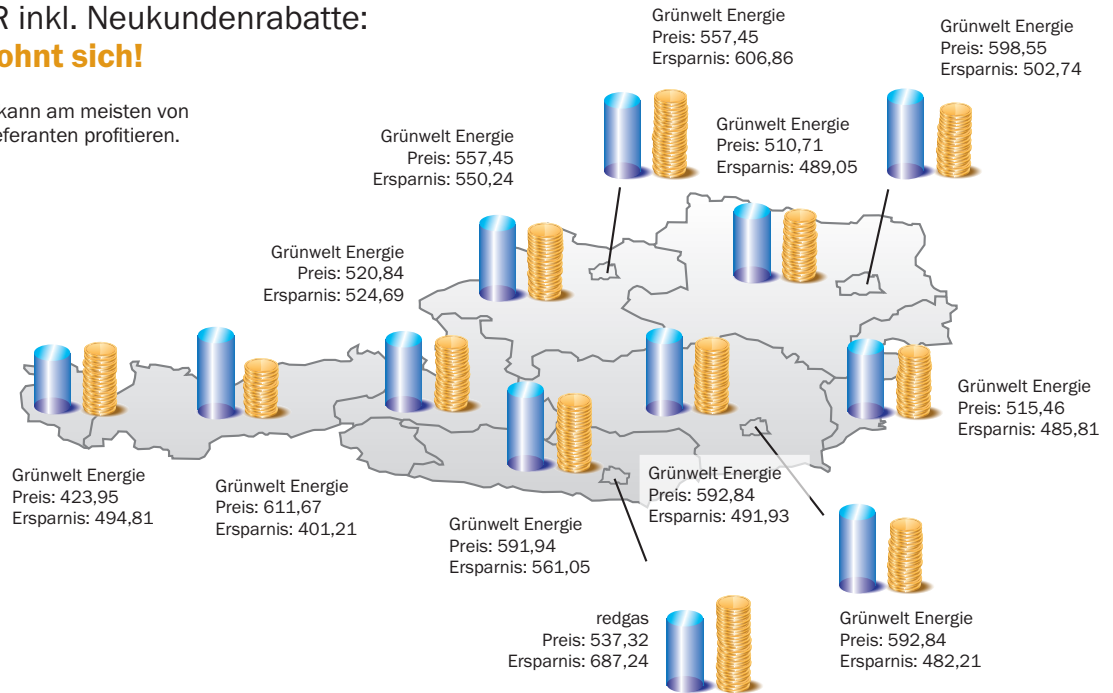 R inkl. Neukundenrabatte:
ohnt sich!
kann am meisten von
eferanten profitieren.
Grünwelt Energie
Preis: 557,45
Ersparnis: 606,86
Grünwelt Energie
Preis: 598,55
Ersparnis: 502,74
Grünwelt Energie
Preis: 557,45
Ersparnis: 550,24
Grünwelt Energie
Preis: 510,71
Ersparnis: 489,05
Grünwelt Energie
Preis: 520,84
Ersparnis: 524,69
Grünwelt Energie
Preis: 515,46
Ersparnis: 485,81
Grünwelt Energie
Preis: 423,95
Ersparnis: 494,81
Grünwelt Energie
Preis: 611,67
Ersparnis: 401,21
Grünwelt Energie
Preis: 591,94
Ersparnis: 561,05
Grünwelt Energie
Preis: 592,84
Ersparnis: 491,93
redgas
Preis: 537,32
Ersparnis: 687,24
Grünwelt Energie
Preis: 592,84
Ersparnis: 482,21